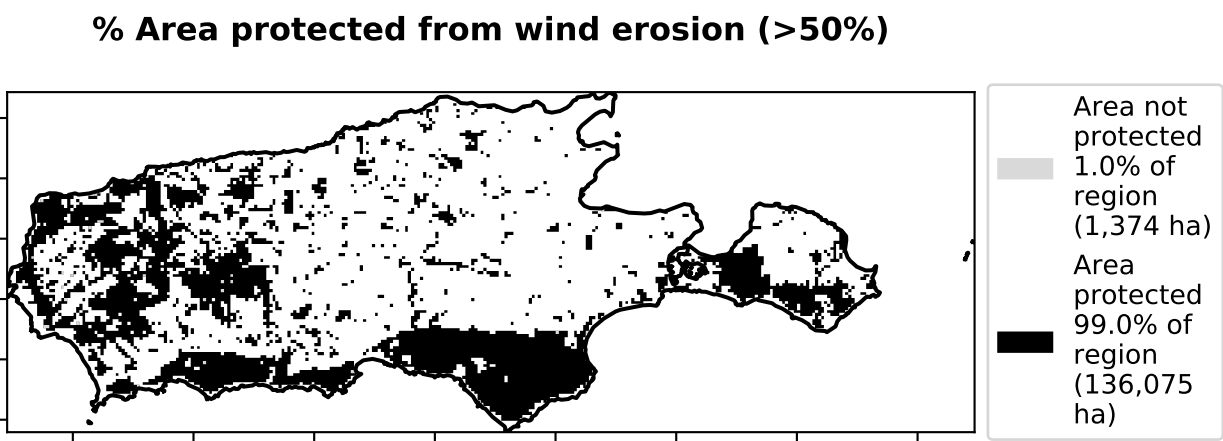 % Area protected from wind erosion (>50%)
Area not
protected
1.0% of
region
(1,374 ha)
Area
protected
99.0% of
region
(136,075
ha)